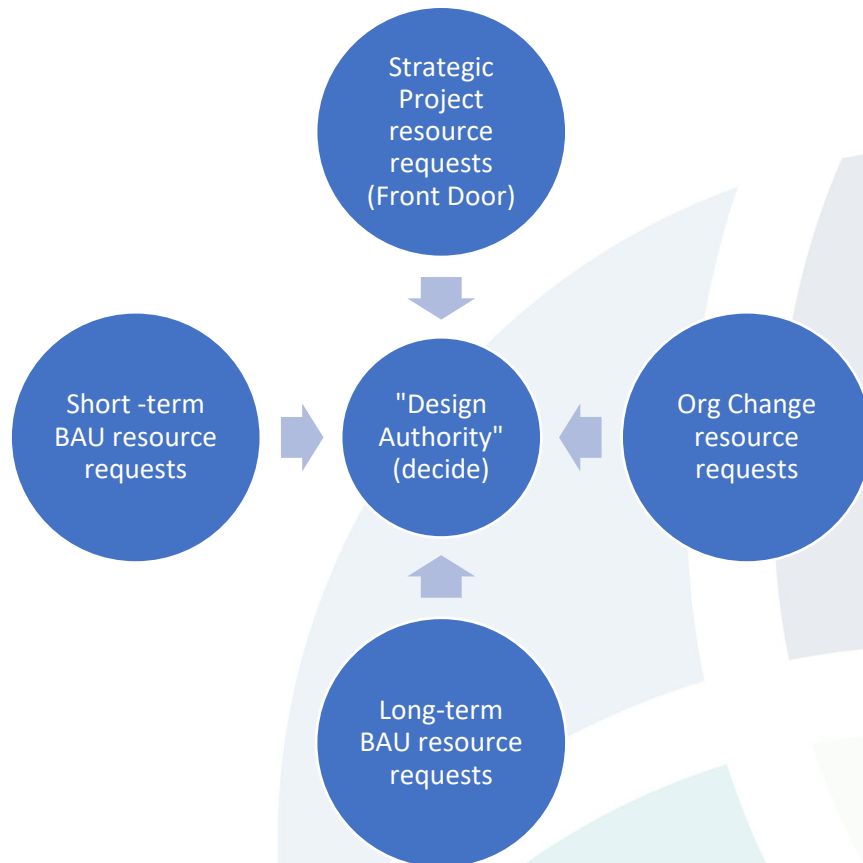 Strategic
Project
resource
requests
(Front Door)
Short -term
BAU resource
requests
"Design
Authority"
(decide)
Org Change
resource
requests
Long-term
BAU resource
requests